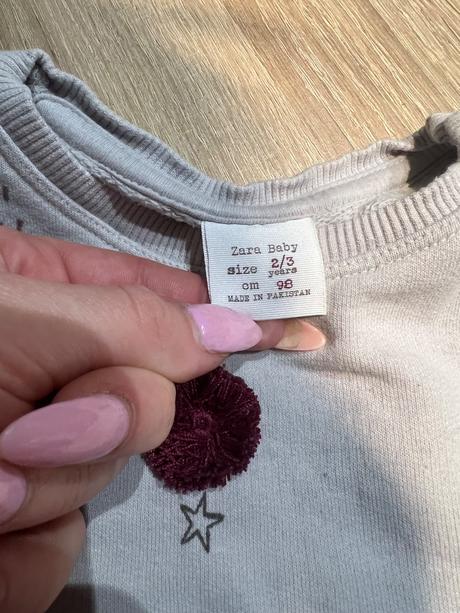 Zara Baby
size 2/3
years
cm 98
MADE IN PAKISTAN